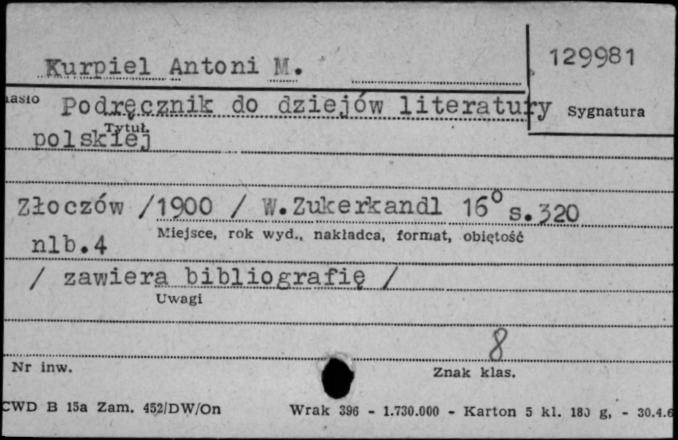 Kurpiel Antoni M.
129981
Podręcznik do dziejów literatury
Sygnatura
Tytuł
polskiej
Złoczów /1900 / W.Zukerkandl 16° s.320
Miejsce, rok wyd., nakładca, format, objętość
nlb.4
/ zawiera bibliografię /
Uwagi
8
Nr inw.
Znak klas.
CWD B 15a Zam. 452/DW/On Wrak 396 - 1.730.000 - Karton 5 kl. 180 g, - 30.4.6